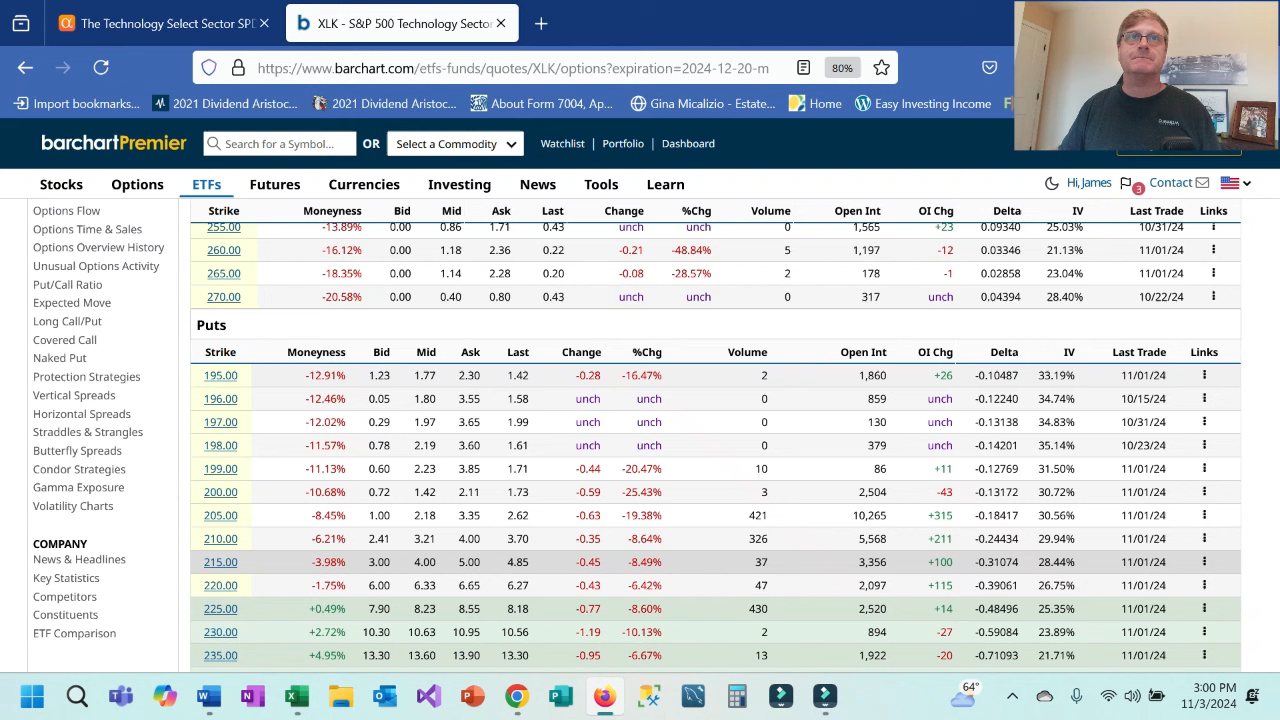 The Technology Select Sector SPD
XLK - S&P 500 Technology Sector
https://www.barchart.com/etfs-funds/quotes/XLK/options?expiration=2024-12-20-m
80%
Import bookmarks...
2021 Dividend Aristoc...
2021 Dividend Aristoc...
About Form 7004, Ap...
Gina Micalizio - Estate...
Home
Easy Investing Income
barchartPremier
Search for a Symbol...
OR
Select a Commodity
Watchlist | Portfolio | Dashboard
Stocks Options ETFs Futures Currencies Investing News Tools Learn
Hi, James 3 Contact
Options Flow
Options Time & Sales
Options Overview History
Unusual Options Activity
Put/Call Ratio
Expected Move
Long Call/Put
Covered Call
Naked Put
Protection Strategies
Vertical Spreads
Horizontal Spreads
Straddles & Strangles
Butterfly Spreads
Condor Strategies
Gamma Exposure
Volatility Charts
COMPANY
News & Headlines
Key Statistics
Competitors
Constituents
ETF Comparison
Strike Moneyness Bid Mid Ask Last Change %Chg Volume Open Int OI Chg Delta IV Last Trade Links
255.00 -13.89% 0.00 0.86 1.71 0.43 unch unch 0 1,565 +23 0.09340 25.03% 10/31/24
260.00 -16.12% 0.00 1.18 2.36 0.22 -0.21 -48.84% 5 1,197 -12 0.03346 21.13% 11/01/24
265.00 -18.35% 0.00 1.14 2.28 0.20 -0.08 -28.57% 2 178 -1 0.02858 23.04% 11/01/24
270.00 -20.58% 0.00 0.40 0.80 0.43 unch unch 0 317 unch 0.04394 28.40% 10/22/24
Puts
Strike Moneyness Bid Mid Ask Last Change %Chg Volume Open Int OI Chg Delta IV Last Trade Links
195.00 -12.91% 1.23 1.77 2.30 1.42 -0.28 -16.47% 2 1,860 +26 -0.10487 33.19% 11/01/24
196.00 -12.46% 0.05 1.80 3.55 1.58 unch unch 0 859 unch -0.12240 34.74% 10/15/24
197.00 -12.02% 0.29 1.97 3.65 1.99 unch unch 0 130 unch -0.13138 34.83% 10/31/24
198.00 -11.57% 0.78 2.19 3.60 1.61 unch unch 0 379 unch -0.14201 35.14% 10/23/24
199.00 -11.13% 0.60 2.23 3.85 1.71 -0.44 -20.47% 10 86 +11 -0.12769 31.50% 11/01/24
200.00 -10.68% 0.72 1.42 2.11 1.73 -0.59 -25.43% 3 2,504 -43 -0.13172 30.72% 11/01/24
205.00 -8.45% 1.00 2.18 3.35 2.62 -0.63 -19.38% 421 10,265 +315 -0.18417 30.56% 11/01/24
210.00 -6.21% 2.41 3.21 4.00 3.70 -0.35 -8.64% 326 5,568 +211 -0.24434 29.94% 11/01/24
215.00 -3.98% 3.00 4.00 5.00 4.85 -0.45 -8.49% 37 3,356 +100 -0.31074 28.44% 11/01/24
220.00 -1.75% 6.00 6.33 6.65 6.27 -0.43 -6.42% 47 2,097 +115 -0.39061 26.75% 11/01/24
225.00 +0.49% 7.90 8.23 8.55 8.18 -0.77 -8.60% 430 2,520 +14 -0.48496 25.35% 11/01/24
230.00 +2.72% 10.30 10.63 10.95 10.56 -1.19 -10.13% 2 894 -27 -0.59084 23.89% 11/01/24
235.00 +4.95% 13.30 13.60 13.90 13.30 -0.95 -6.67% 13 1,922 -20 -0.71093 21.71% 11/01/24
64°
3:00 PM
11/3/2024